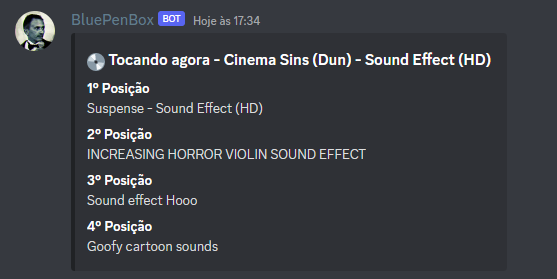 BluePenBox BOT Hoje às 17:34
Tocando agora - Cinema Sins (Dun) - Sound Effect (HD)
1º Posição
Suspense - Sound Effect (HD)
2º Posição
INCREASING HORROR VIOLIN SOUND EFFECT
3º Posição
Sound effect Hooo
4º Posição
Goofy cartoon sounds